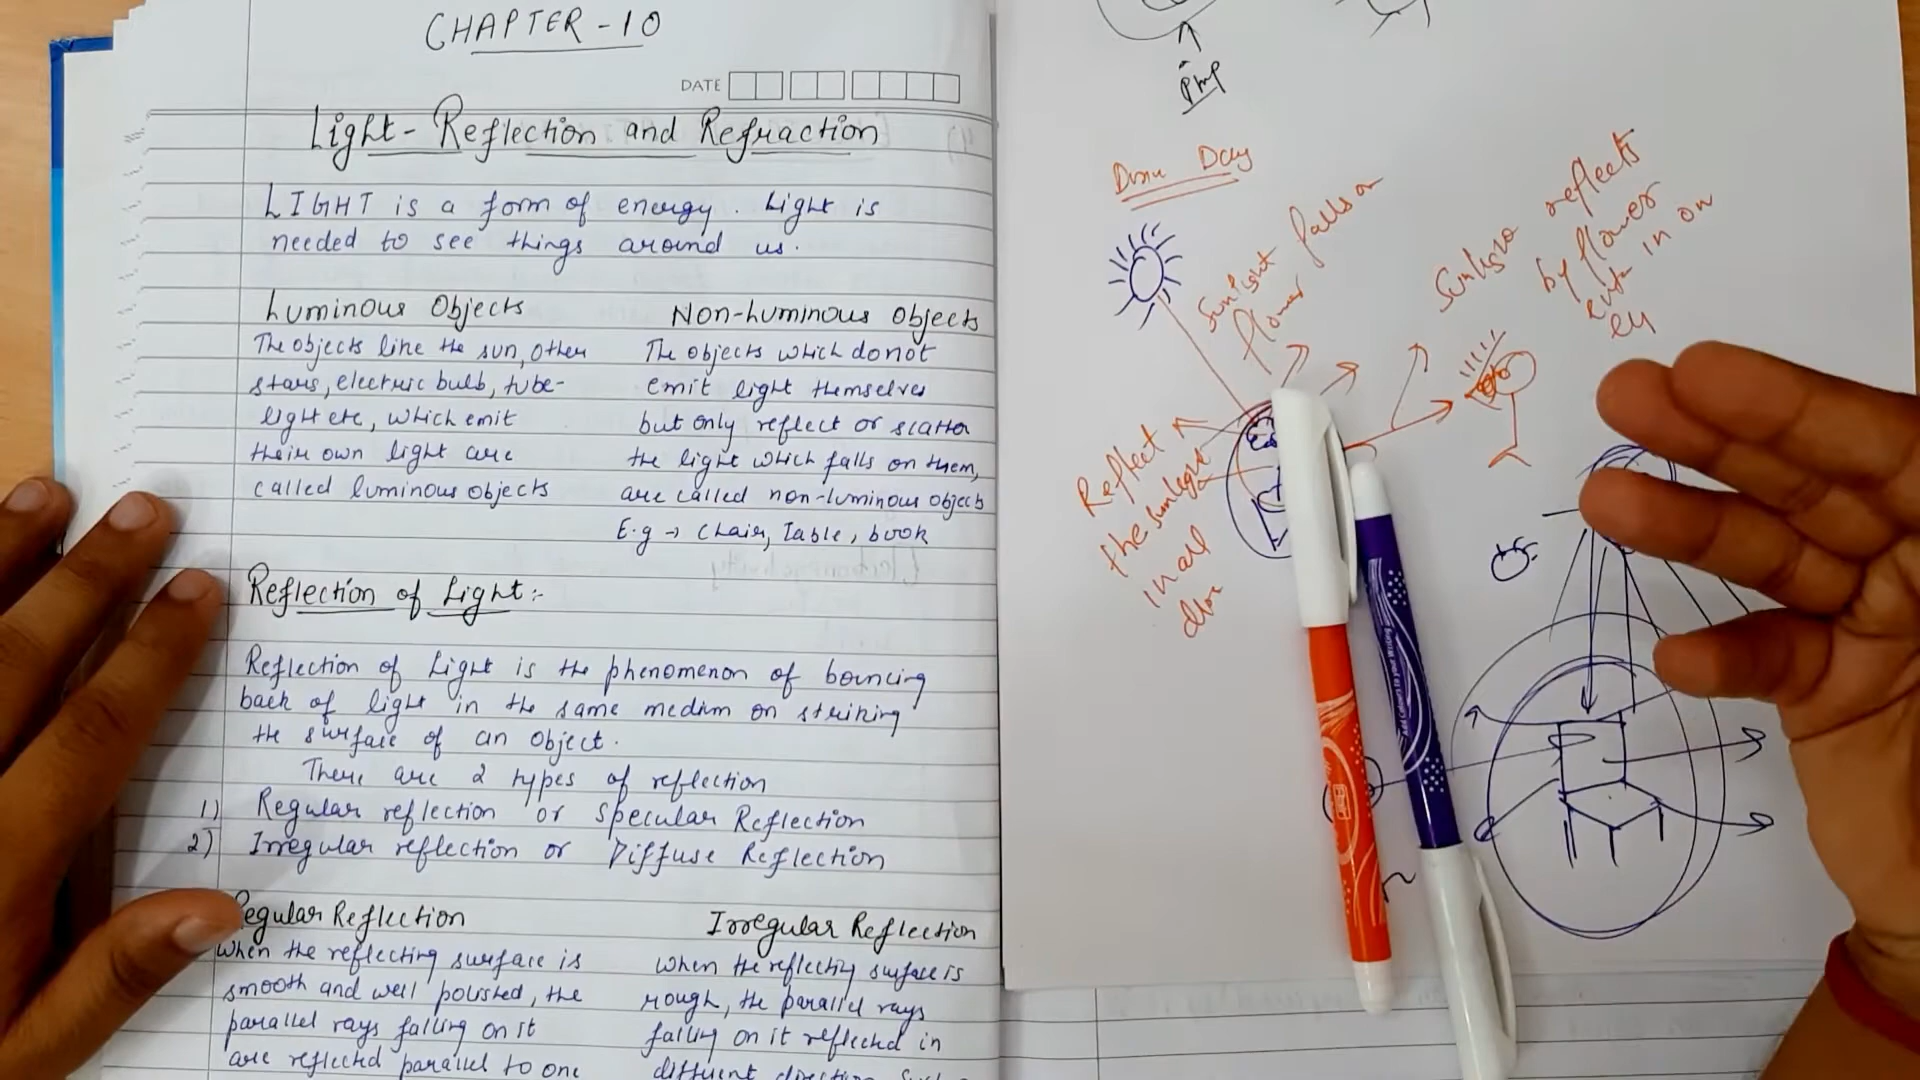 CHAPTER - 10
DATE
Light - Reflection and Refraction
LIGHT is a form of energy. Light is
needed to see things around us.
Luminous Objects
The objects like the sun, other
stars, electric bulb, tube-
light etc, which emit
their own light are
called luminous objects
Non-Luminous Objects
The objects which donot
emit light themselves
but only reflect or scatter
the light which falls on them,
are called non-luminous objects
E.g → Chair, Table, book
Reflection of Light :-
Reflection of Light is the phenomenon of bouncing
back of light in the same medium on striking
the surface of an object.
There are 2 types of reflection
1) Regular reflection or Specular Reflection
2) Irregular reflection or Diffuse Reflection
Regular Reflection
when the reflecting surface is
smooth and well polished, the
parallel rays falling on it
are reflected parallel to one
Irregular Reflection
when the reflecting surface is
rough, the parallel rays
falling on it reflected in
different direction
Day
Sunlight falls on
flower
reflects
by flower
in on
Reflect
the sunlight
in all